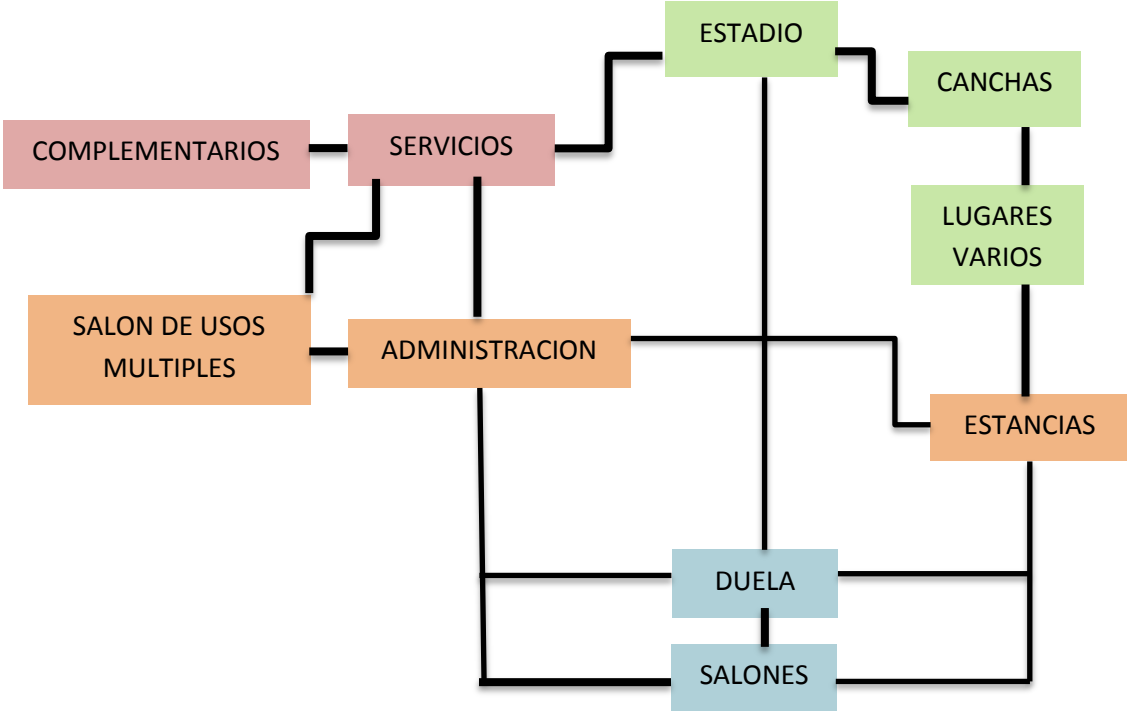 ESTADIO
CANCHAS
COMPLEMENTARIOS
SERVICIOS
LUGARES
VARIOS
SALON DE USOS
MULTIPLES
ADMINISTRACION
ESTANCIAS
DUELA
SALONES